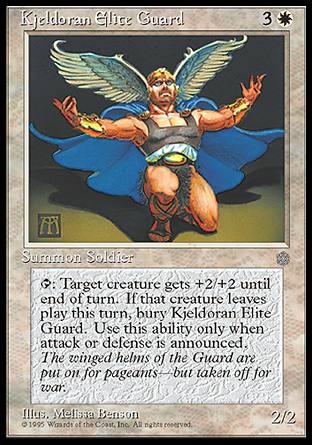 Kjeldoran Elite Guard 3
Summon Soldier
: Target creature gets +2/+2 until
end of turn. If that creature leaves
play this turn, bury Kjeldoran Elite
Guard. Use this ability only when
attack or defense is announced.
The winged helms of the Guard are
put on for pageants—but taken off for
war.
Illus. Melissa Benson
©1995 Wizards of the Coast, Inc. All rights reserved.
2/2